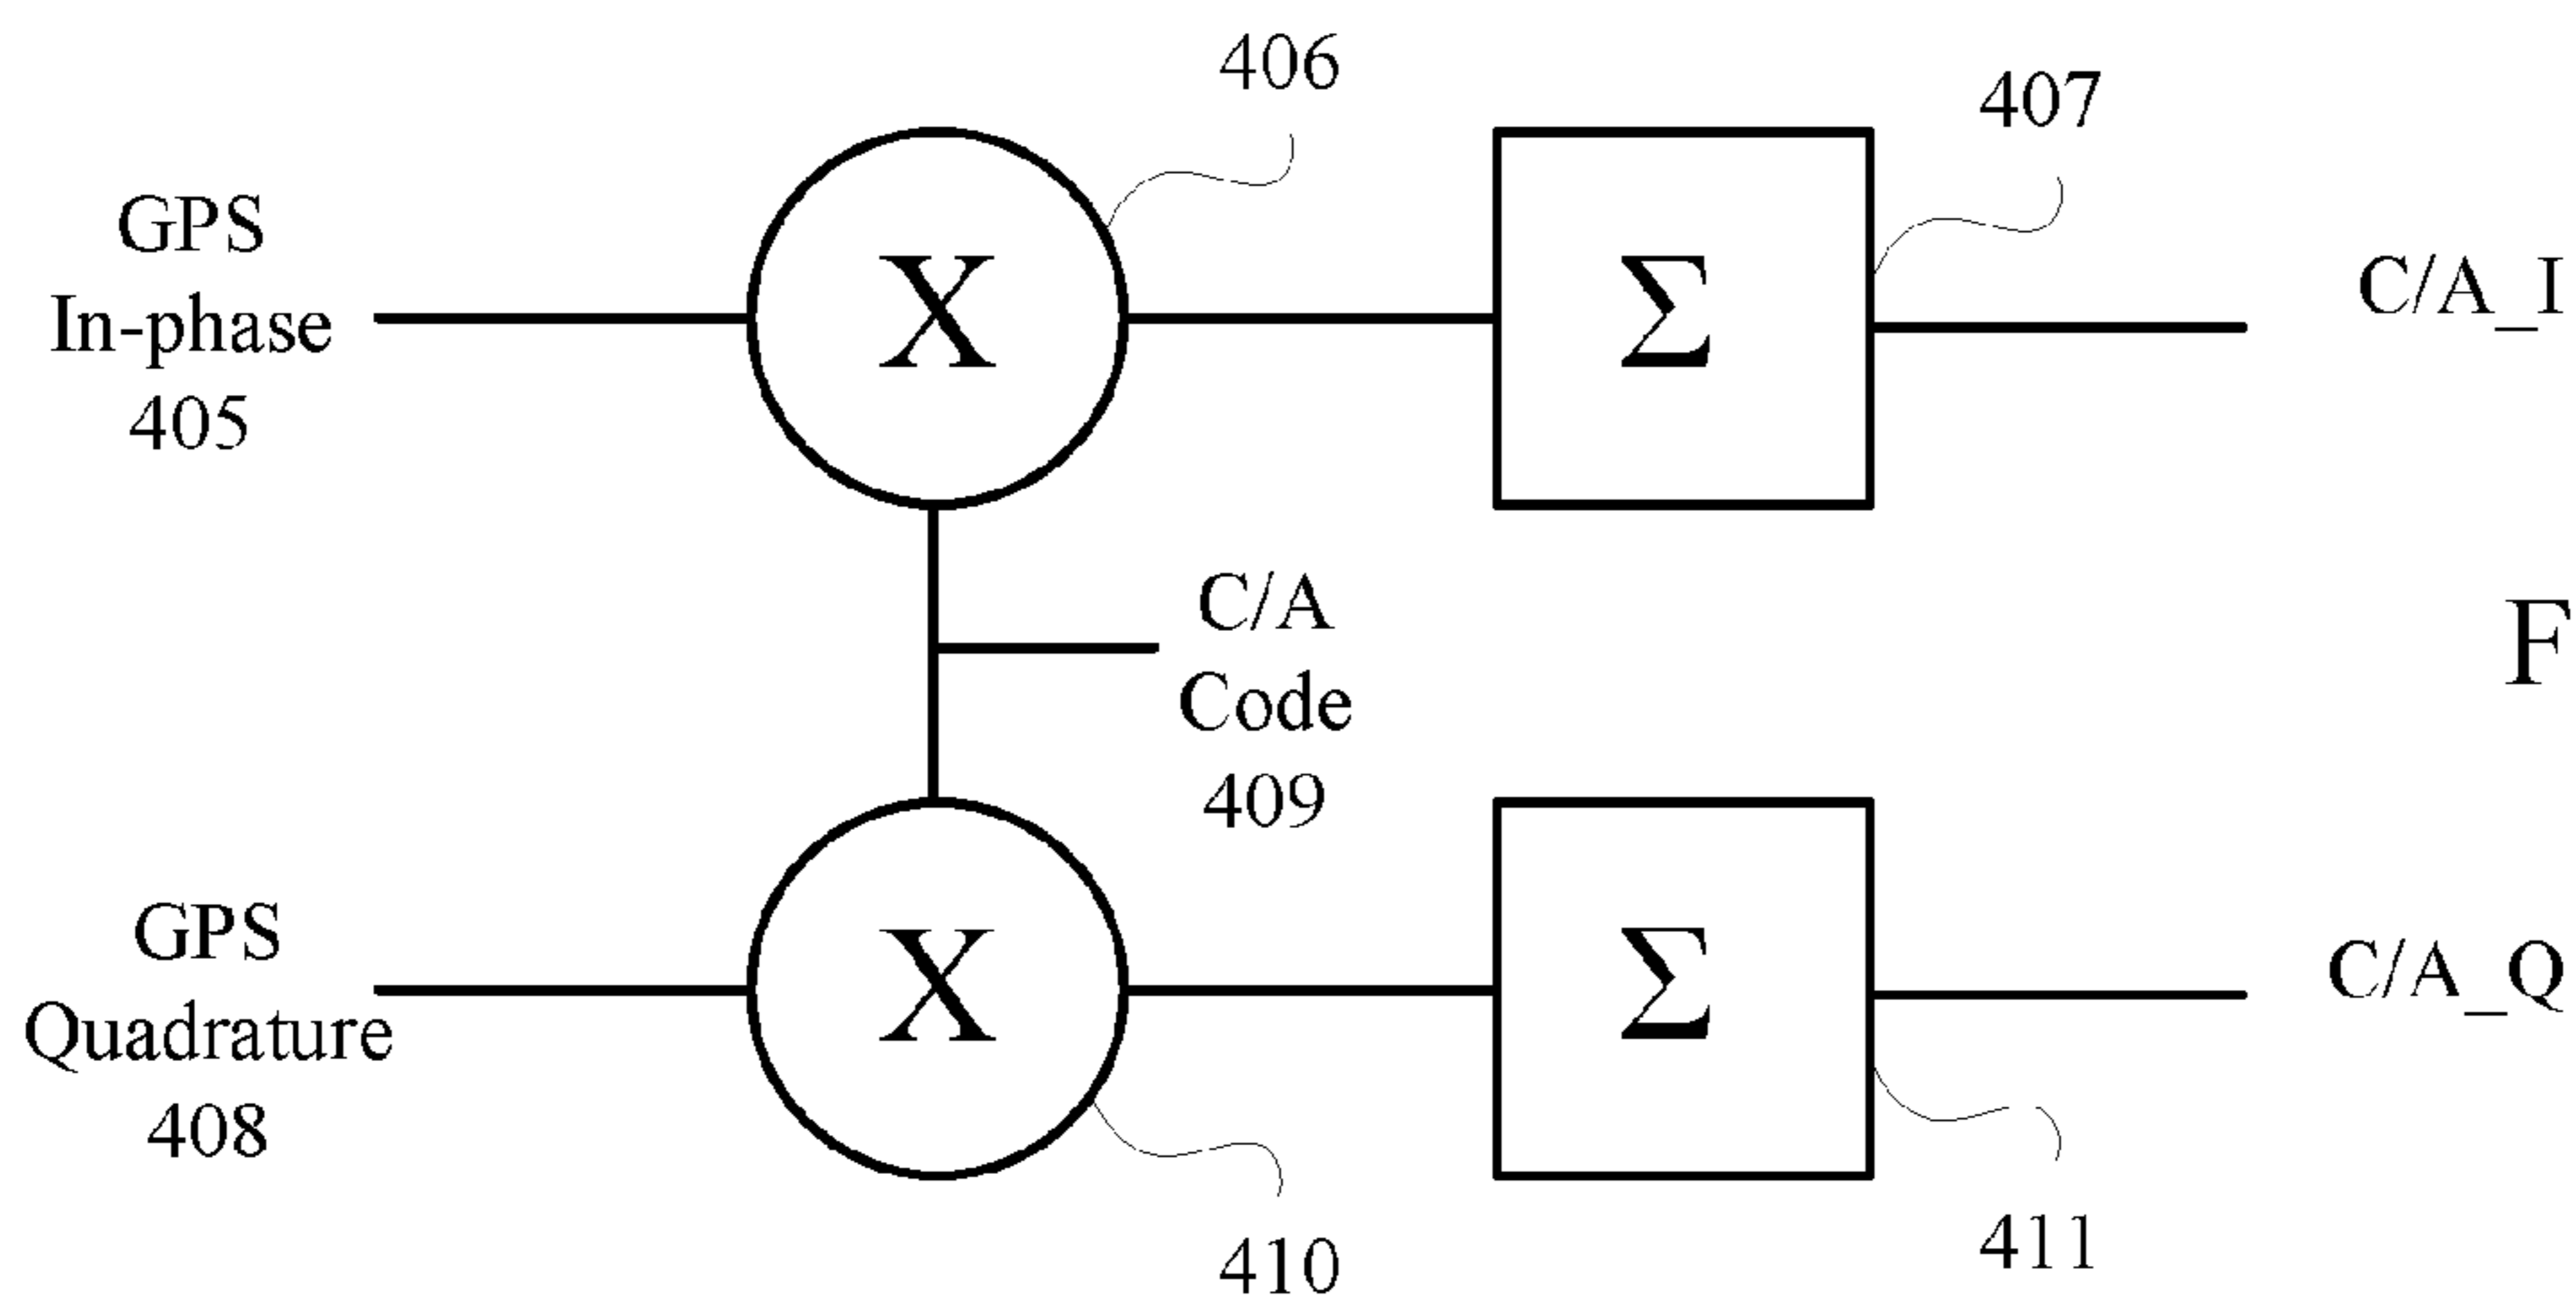 406
407
GPS
In-phase
405
X
Σ
C/A_I
C/A
Code
409
F
GPS
Quadrature
408
X
Σ
C/A_Q
410
411